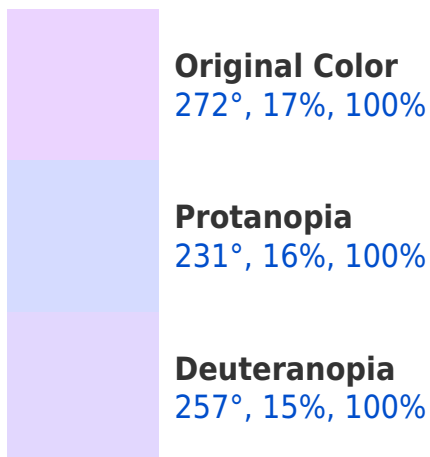 Original Color
272°, 17%, 100%
Protanopia
231°, 16%, 100%
Deuteranopia
257°, 15%, 100%